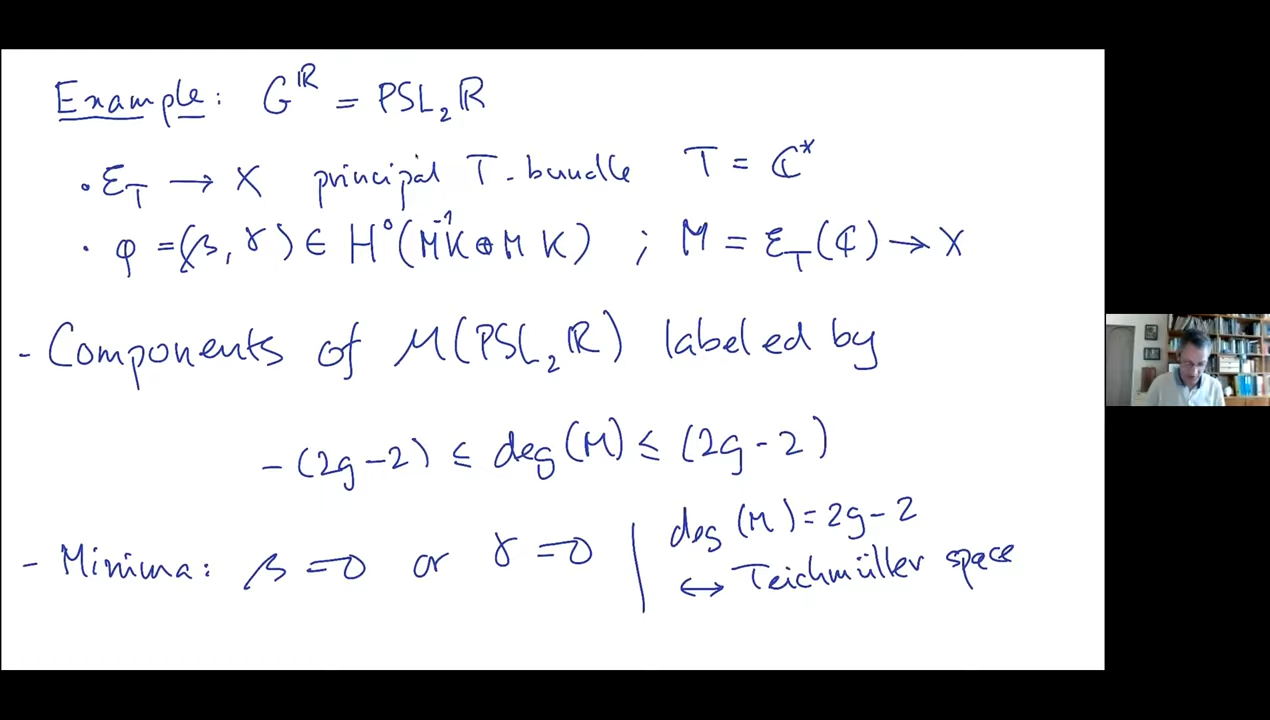 Example: G^ℝ = PSL₂ℝ
· ℰ_T → X principal T-bundle T = ℂ*
· φ = (β, γ) ∈ H⁰(M⁻¹K ⊕ M K) ; M = ℰ_T(ℂ) → X
- Components of ℳ(PSL₂ℝ) labeled by
-(2g-2) ≤ deg(M) ≤ (2g-2)
- Minima: β = 0 or γ = 0
deg(M) = 2g-2
↔ Teichmüller space